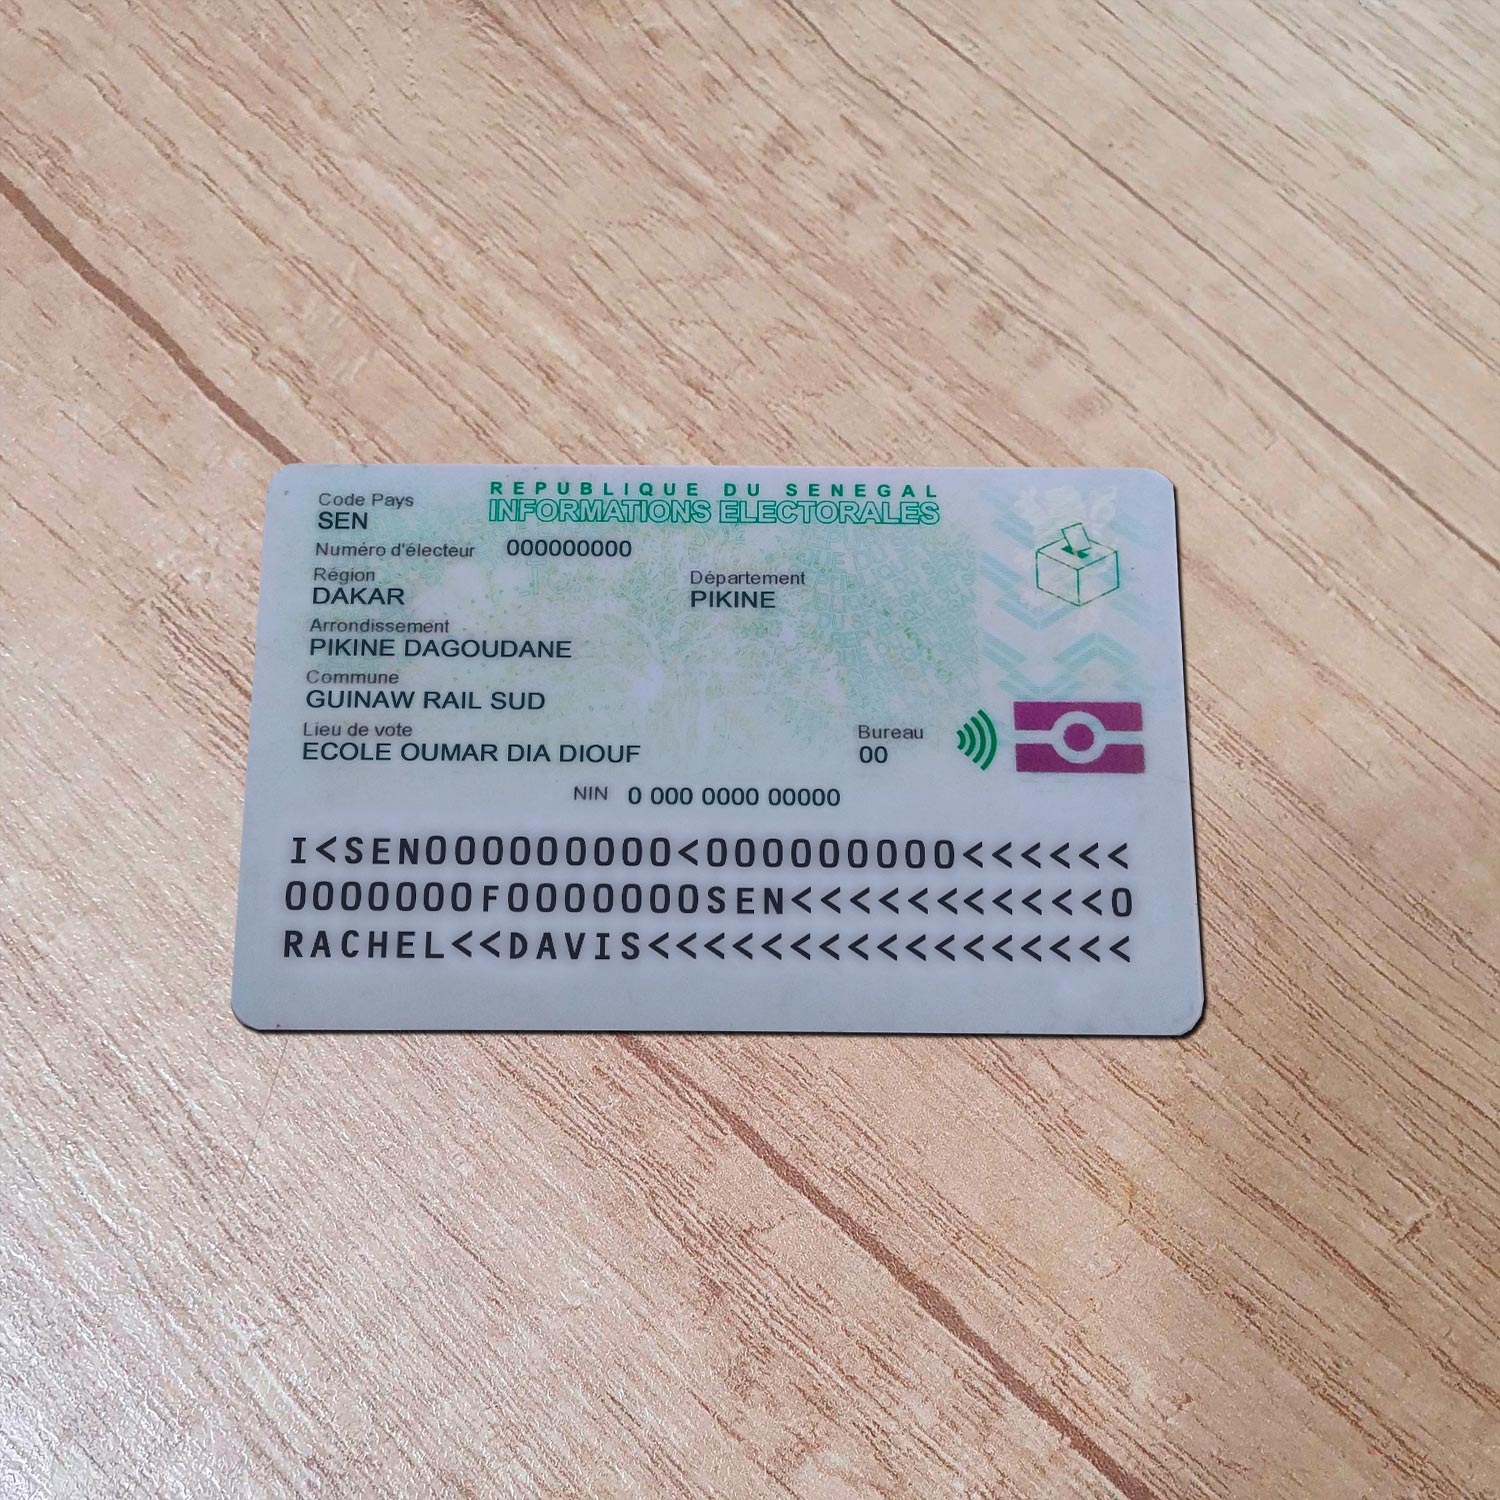 REPUBLIQUE DU SENEGAL
INFORMATIONS ELECTORALES
Code Pays
SEN
Numéro d'électeur 000000000
Région Département
DAKAR PIKINE
Arrondissement
PIKINE DAGOUDANE
Commune
GUINAW RAIL SUD
Lieu de vote Bureau
ECOLE OUMAR DIA DIOUF 00
NIN 0 000 0000 00000
I<SEN0000000000<000000000<<<<<<
0000000F0000000SEN<<<<<<<<<<<<0
RACHEL<<DAVIS<<<<<<<<<<<<<<<<<